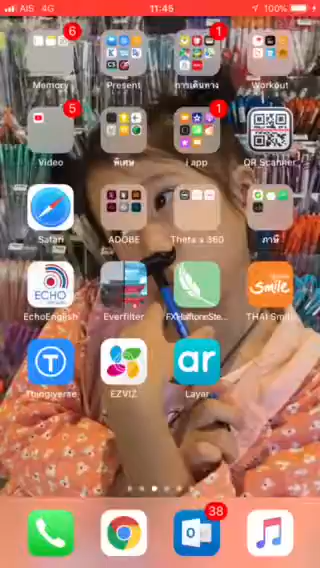 AIS 4G 11:45 100%
6 1
Memory Present การเดินทาง Workout
5 1
Video พิเศษ i app QR Scanner
Safari ADOBE Theta x 360 ภาษี
ECHO Smile
EchoEnglish Everfilter FXHalftoneSte... THAI Smile
T ar
Thingiverse EZVIZ Layar
38